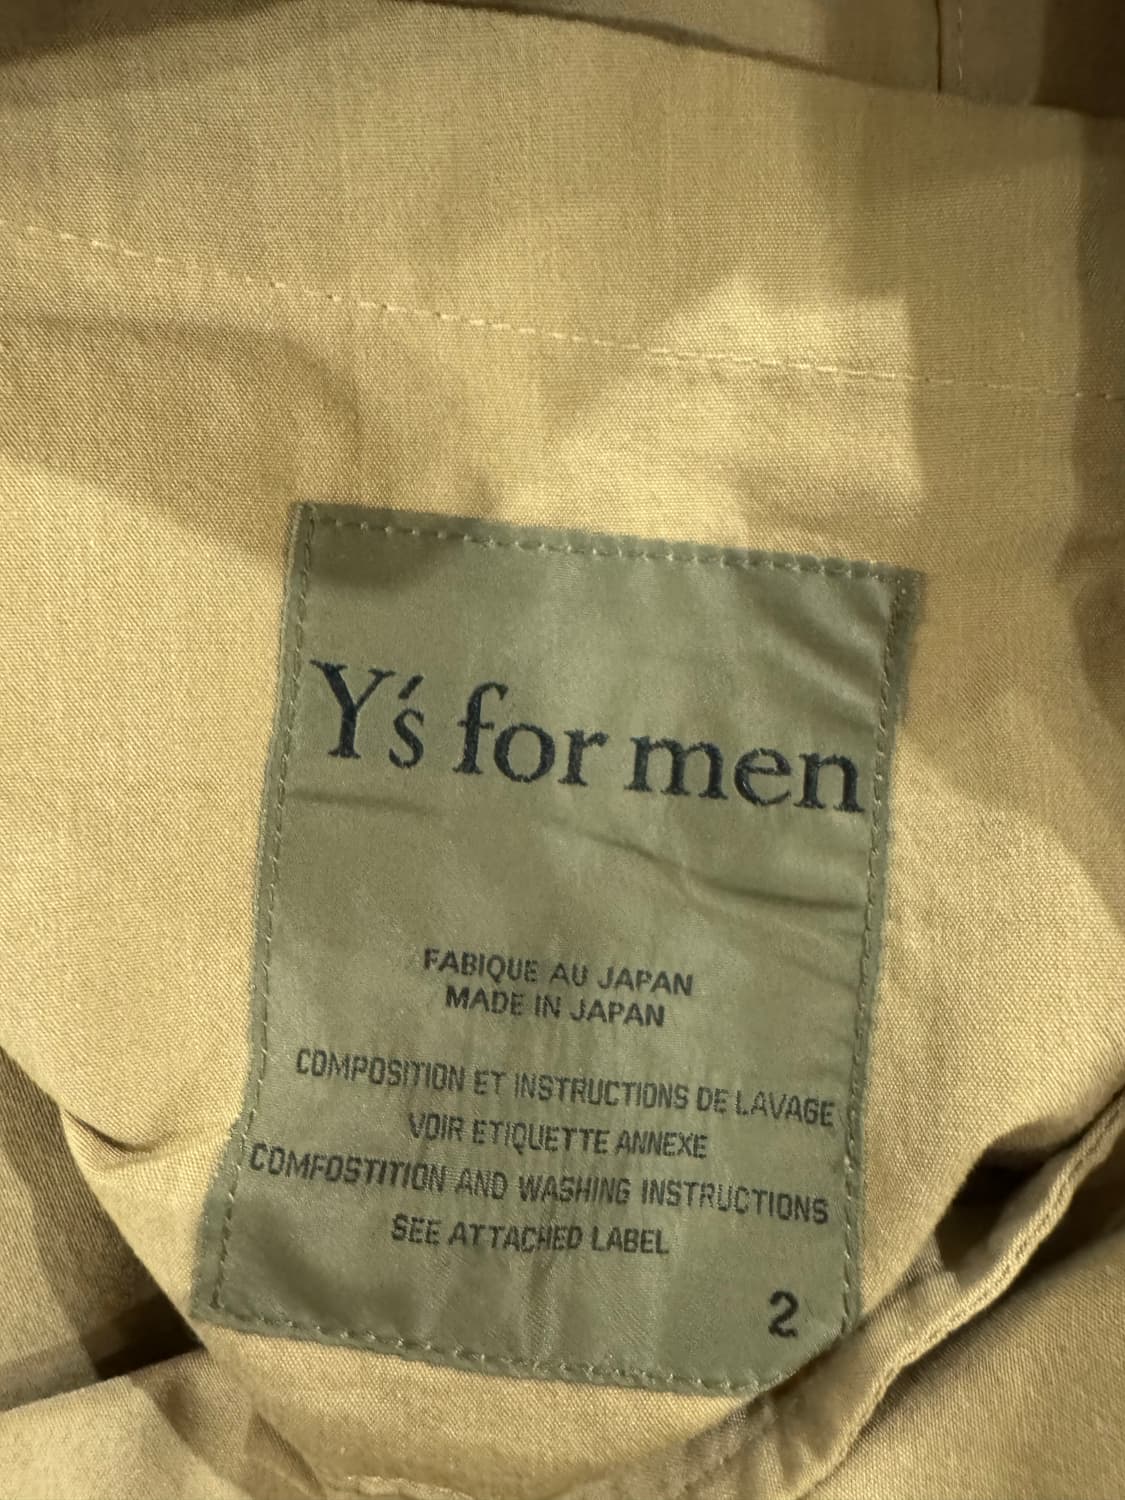 Y's for men
FABIQUE AU JAPAN
MADE IN JAPAN
COMPOSITION ET INSTRUCTIONS DE LAVAGE
VOIR ETIQUETTE ANNEXE
COMFOSTITION AND WASHING INSTRUCTIONS
SEE ATTACHED LABEL
2